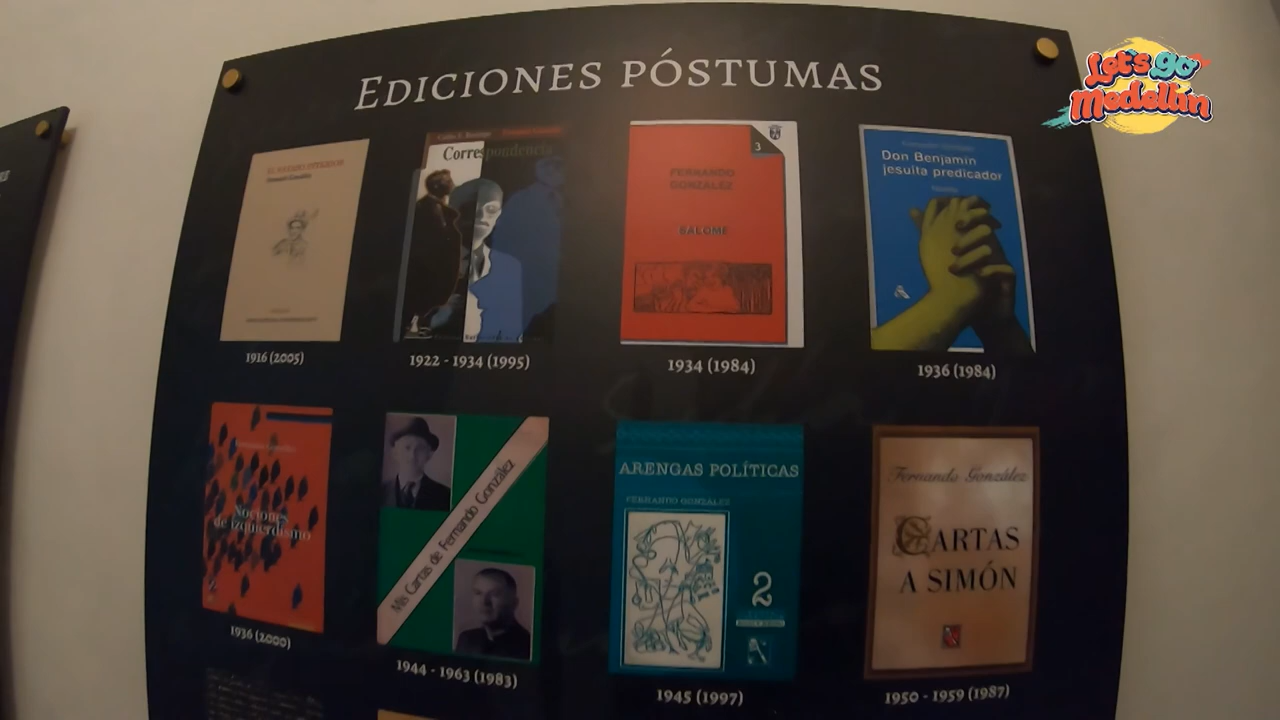 Let's go
Medellin
EDICIONES PÓSTUMAS
Correspondencia
3
FERNANDO
GONZÁLEZ
SALOMÉ
Don Benjamín
jesuita predicador
1916 (2005)
1922 - 1934 (1995)
1934 (1984)
1936 (1984)
Nociones
de Izquierdismo
Mis Cartas de Fernando González
ARENGAS POLÍTICAS
FERNANDO GONZÁLEZ
2
Fernando González
CARTAS
A SIMÓN
1936 (2000)
1944 - 1963 (1983)
1945 (1997)
1950 - 1959 (1987)